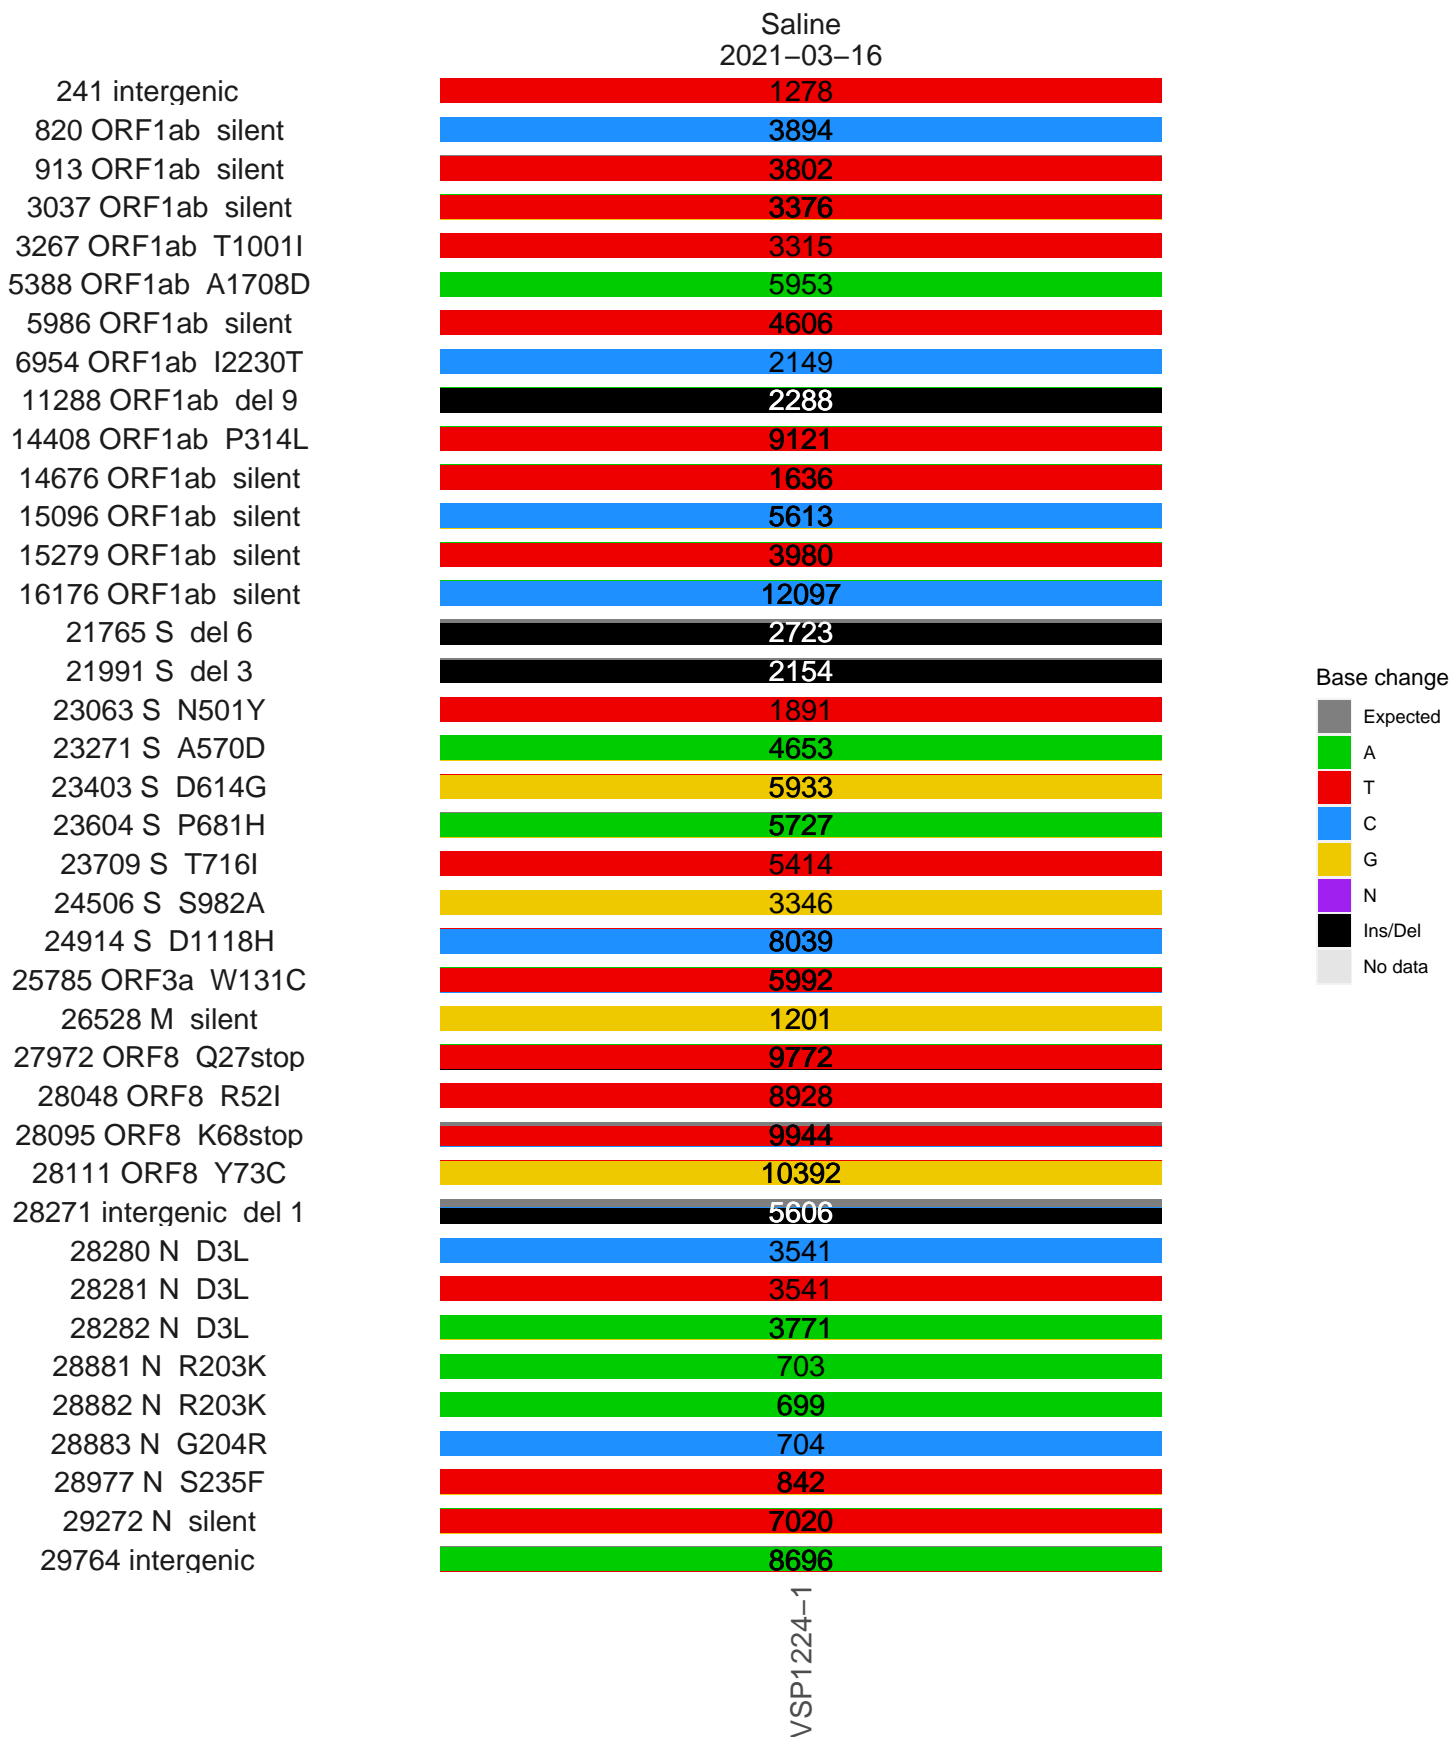 Saline
2021−03−16
241 intergenic 1278
820 ORF1ab silent 3894
913 ORF1ab silent 3802
3037 ORF1ab silent 3376
3267 ORF1ab T1001I 3315
5388 ORF1ab A1708D 5953
5986 ORF1ab silent 4606
6954 ORF1ab I2230T 2149
11288 ORF1ab del 9 2288
14408 ORF1ab P314L 9121
14676 ORF1ab silent 1636
15096 ORF1ab silent 5613
15279 ORF1ab silent 3980
16176 ORF1ab silent 12097
21765 S del 6 2723
21991 S del 3 2154
23063 S N501Y 1891
23271 S A570D 4653
23403 S D614G 5933
23604 S P681H 5727
23709 S T716I 5414
24506 S S982A 3346
24914 S D1118H 8039
25785 ORF3a W131C 5992
26528 M silent 1201
27972 ORF8 Q27stop 9772
28048 ORF8 R52I 8928
28095 ORF8 K68stop 9944
28111 ORF8 Y73C 10392
28271 intergenic del 1 5606
28280 N D3L 3541
28281 N D3L 3541
28282 N D3L 3771
28881 N R203K 703
28882 N R203K 699
28883 N G204R 704
28977 N S235F 842
29272 N silent 7020
29764 intergenic 8696
VSP1224−1
Base change
Expected
A
T
C
G
N
Ins/Del
No data